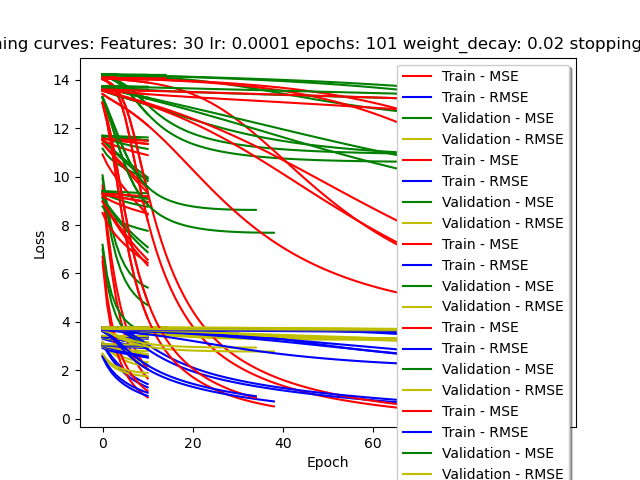 curves: Features: 30 lr: 0.0001 epochs: 101 weight_decay: 0.02 stopping
Loss
14
12
10
8
6
4
2
0
0 20 40 60
Epoch
Train - MSE
Train - RMSE
Validation - MSE
Validation - RMSE
Train - MSE
Train - RMSE
Validation - MSE
Validation - RMSE
Train - MSE
Train - RMSE
Validation - MSE
Validation - RMSE
Train - MSE
Train - RMSE
Validation - MSE
Validation - RMSE
Train - MSE
Train - RMSE
Validation - MSE
Validation - RMSE